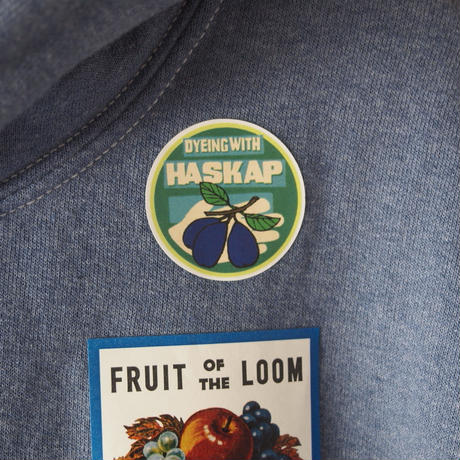 DYEING WITH
HASKAP
FRUIT OF THE LOOM